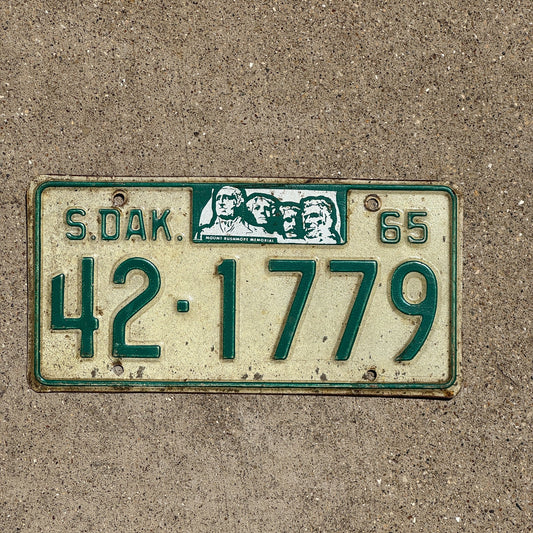 S.DAK. 65
MOUNT RUSHMORE MEMORIAL
42·1779